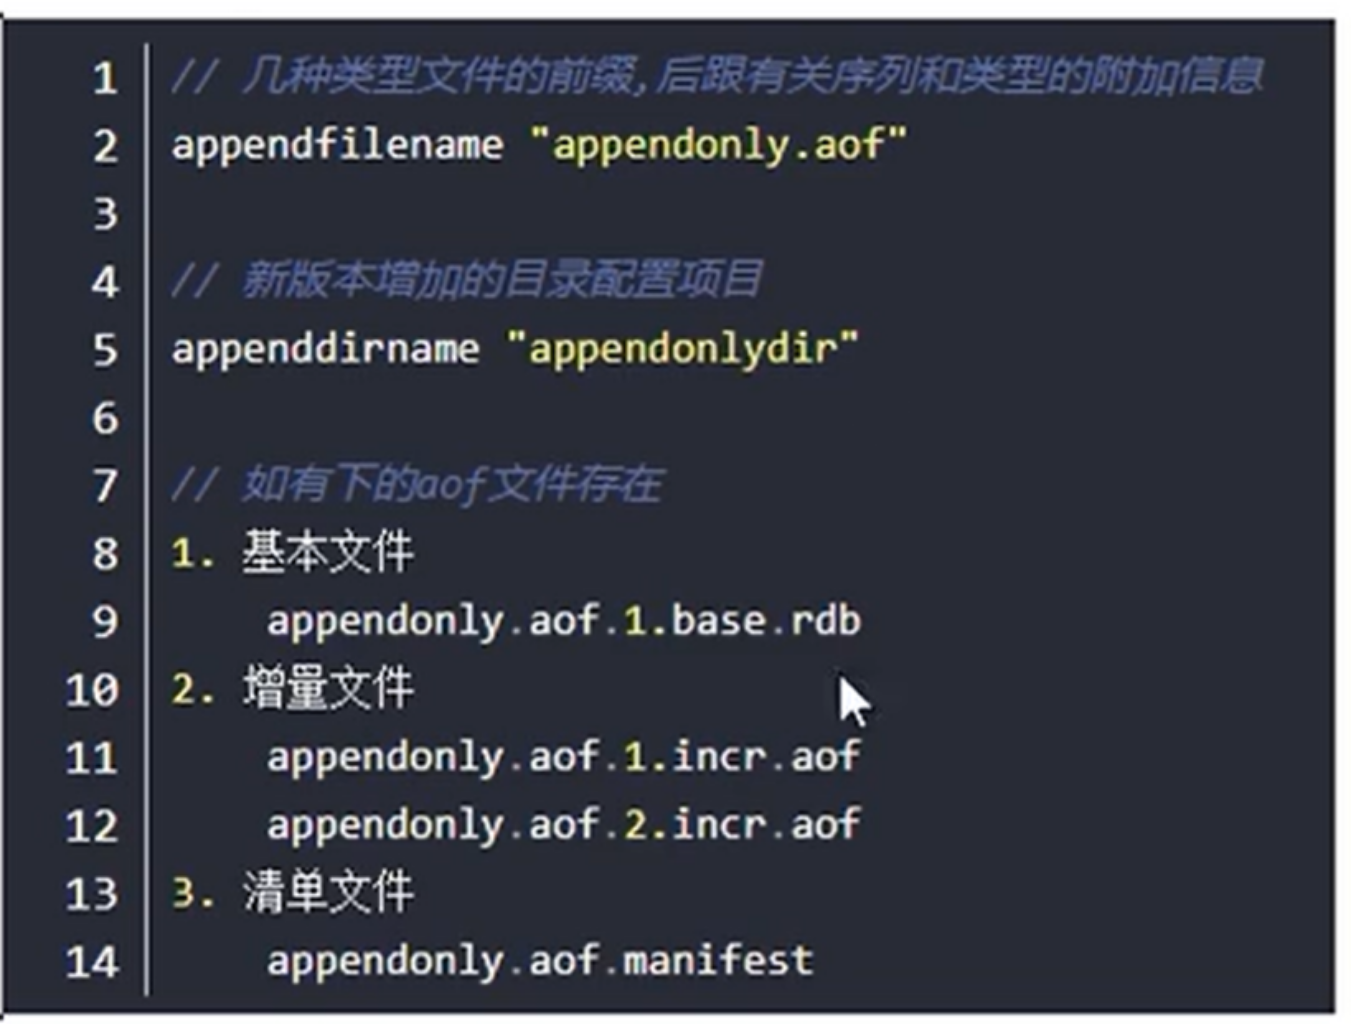 1 // 几种类型文件的前缀,后跟有关序列和类型的附加信息
2 appendfilename "appendonly.aof"
3
4 // 新版本增加的目录配置项目
5 appenddirname "appendonlydir"
6
7 // 如有下的aof文件存在
8 1. 基本文件
9 appendonly.aof.1.base.rdb
10 2. 增量文件
11 appendonly.aof.1.incr.aof
12 appendonly.aof.2.incr.aof
13 3. 清单文件
14 appendonly.aof.manifest